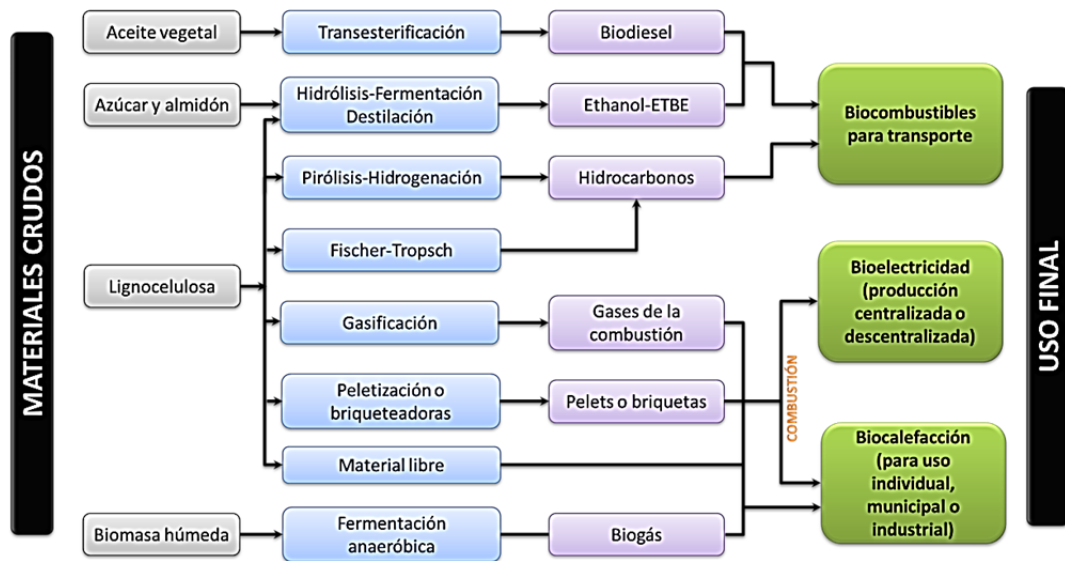 MATERIALES CRUDOS
Aceite vegetal
Transesterificación
Biodiesel
Azúcar y almidón
Hidrólisis-Fermentación
Destilación
Ethanol-ETBE
Biocombustibles
para transporte
Pirólisis-Hidrogenación
Hidrocarbonos
Lignocelulosa
Fischer-Tropsch
Gasificación
Gases de la
combustión
Peletización o
briqueteadoras
Pelets o briquetas
Material libre
Biomasa húmeda
Fermentación
anaeróbica
Biogás
COMBUSTIÓN
Bioelectricidad
(producción
centralizada o
descentralizada)
Biocalefacción
(para uso
individual,
municipal o
industrial)
USO FINAL